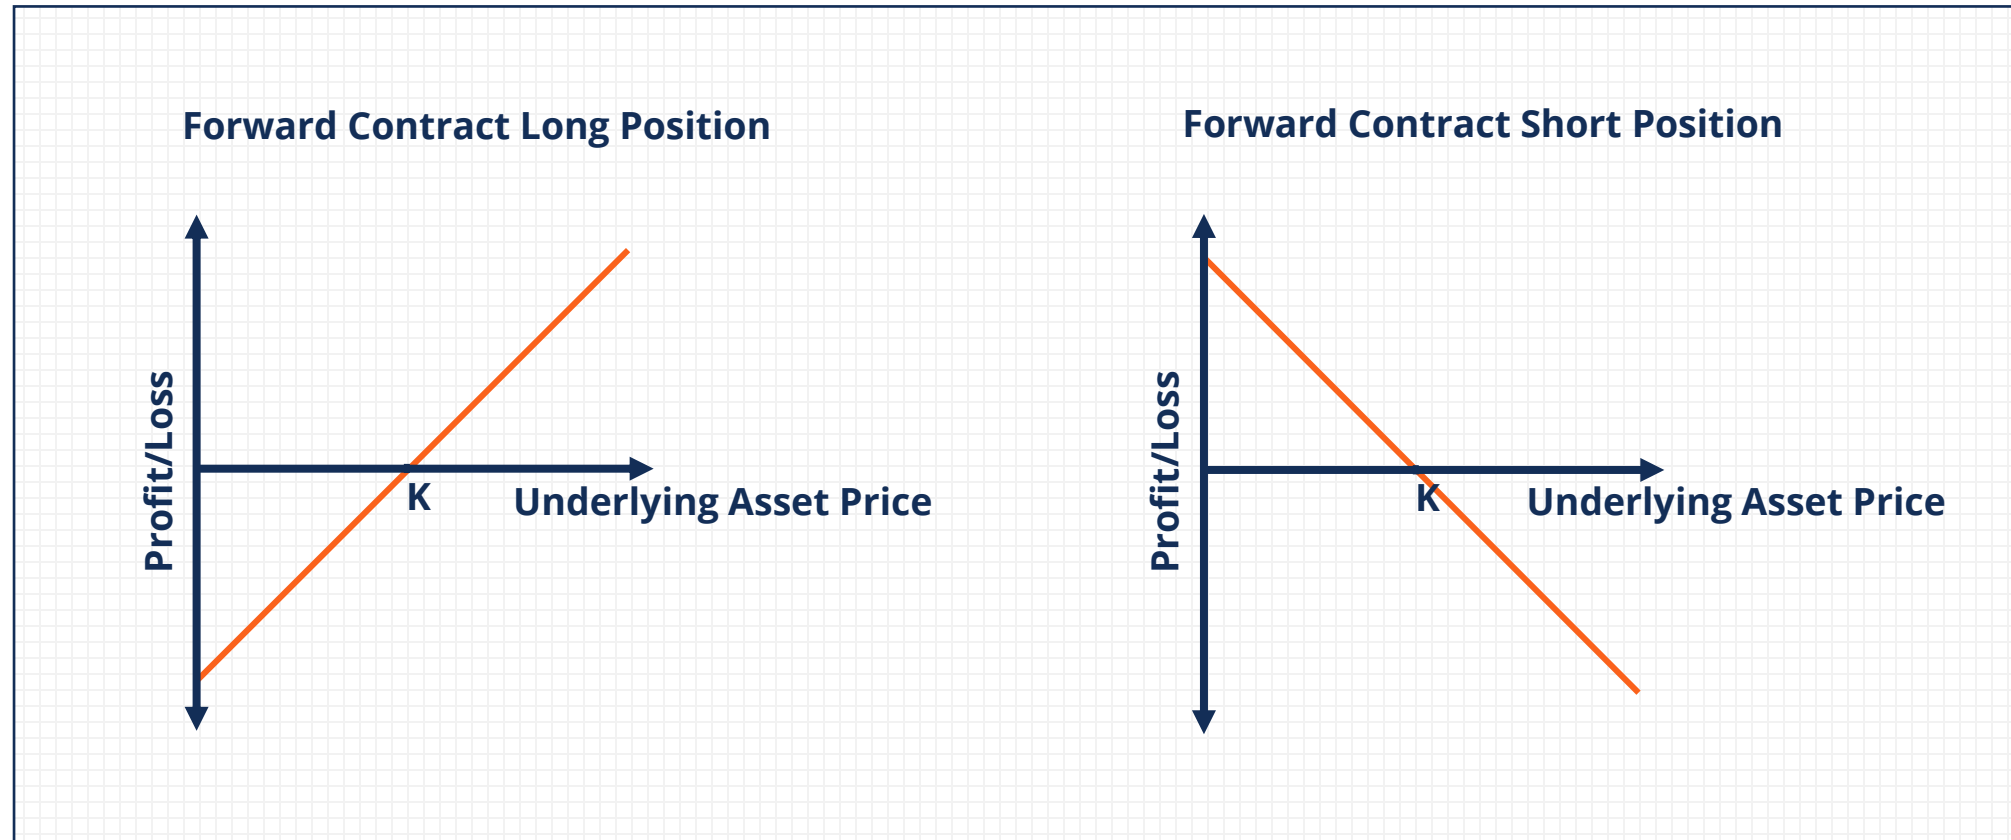 Forward Contract Long Position
Profit/Loss
K
Underlying Asset Price
Forward Contract Short Position
Profit/Loss
K
Underlying Asset Price